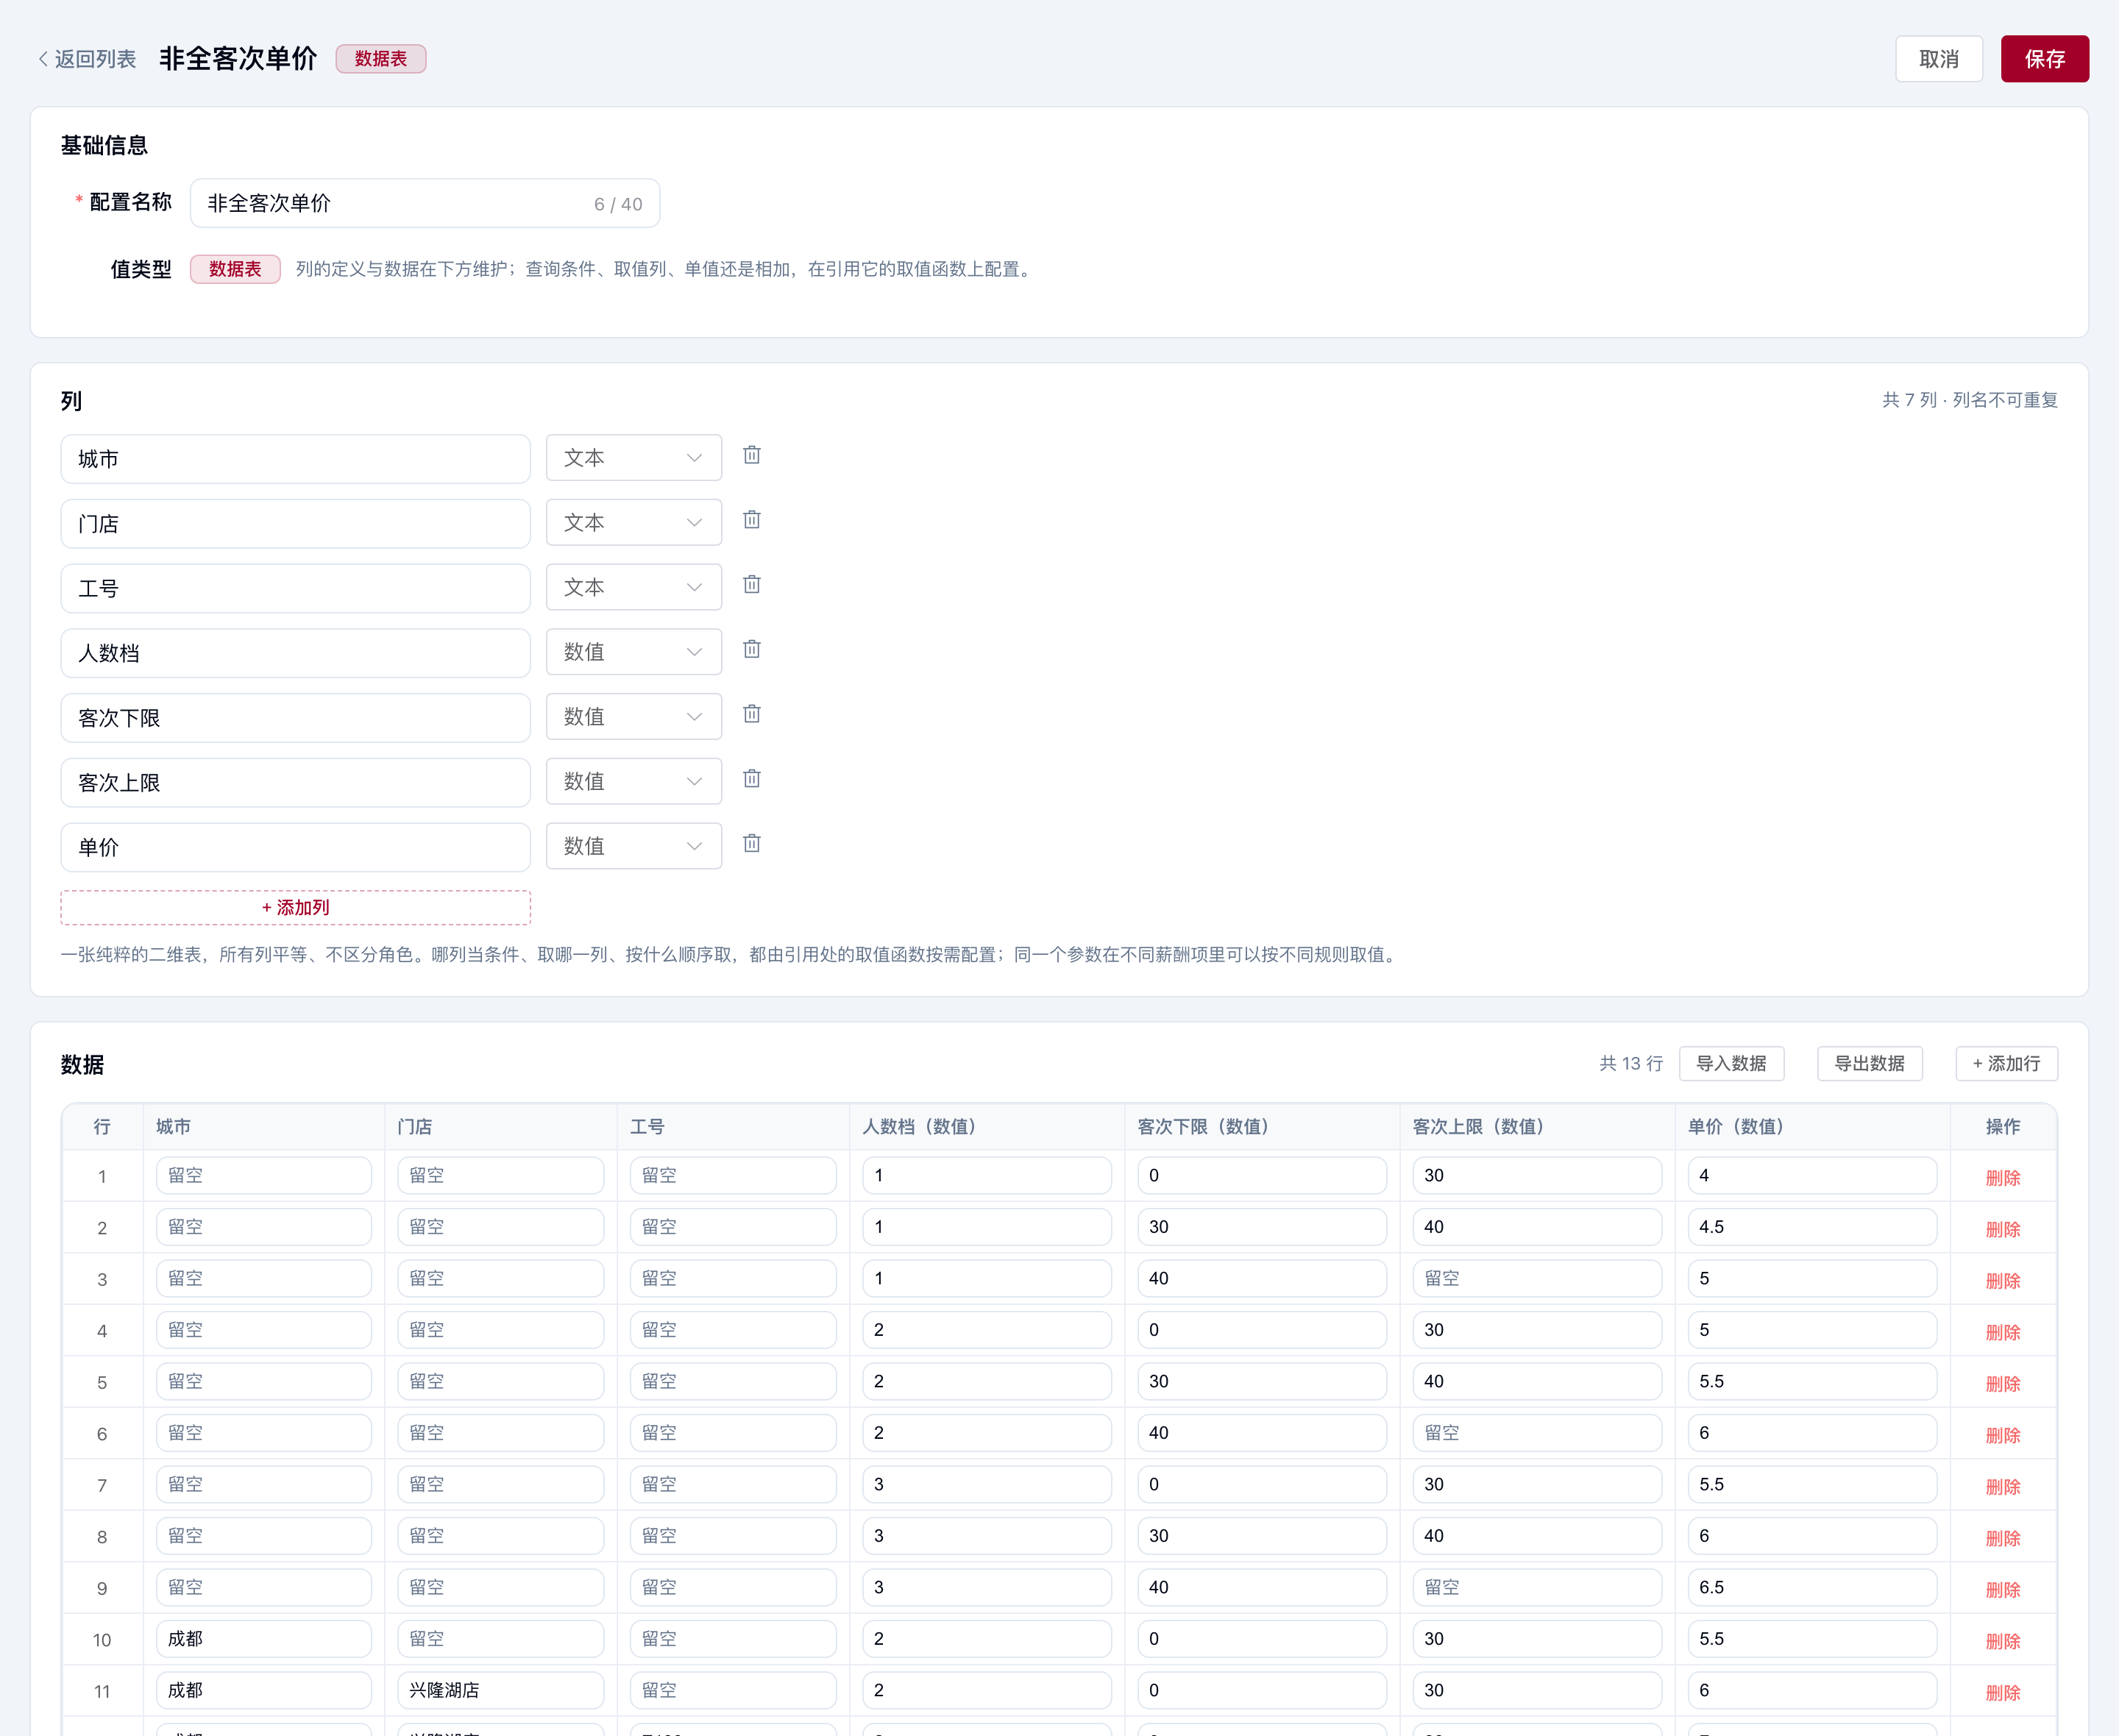 返回列表 非全客次单价 数据表 取消 保存
基础信息
* 配置名称 非全客次单价 6 / 40
值类型 数据表 列的定义与数据在下方维护；查询条件、取值列、单值还是相加，在引用它的取值函数上配置。
列 共 7 列 · 列名不可重复
城市 文本
门店 文本
工号 文本
人数档 数值
客次下限 数值
客次上限 数值
单价 数值
+ 添加列
一张纯粹的二维表，所有列平等、不区分角色。哪列当条件、取哪一列、按什么顺序取，都由引用处的取值函数按需配置；同一个参数在不同薪酬项里可以按不同规则取值。
数据 共 13 行 导入数据 导出数据 + 添加行
行 城市 门店 工号 人数档（数值） 客次下限（数值） 客次上限（数值） 单价（数值） 操作
1 留空 留空 留空 1 0 30 4 删除
2 留空 留空 留空 1 30 40 4.5 删除
3 留空 留空 留空 1 40 留空 5 删除
4 留空 留空 留空 2 0 30 5 删除
5 留空 留空 留空 2 30 40 5.5 删除
6 留空 留空 留空 2 40 留空 6 删除
7 留空 留空 留空 3 0 30 5.5 删除
8 留空 留空 留空 3 30 40 6 删除
9 留空 留空 留空 3 40 留空 6.5 删除
10 成都 留空 留空 2 0 30 5.5 删除
11 成都 兴隆湖店 留空 2 0 30 6 删除